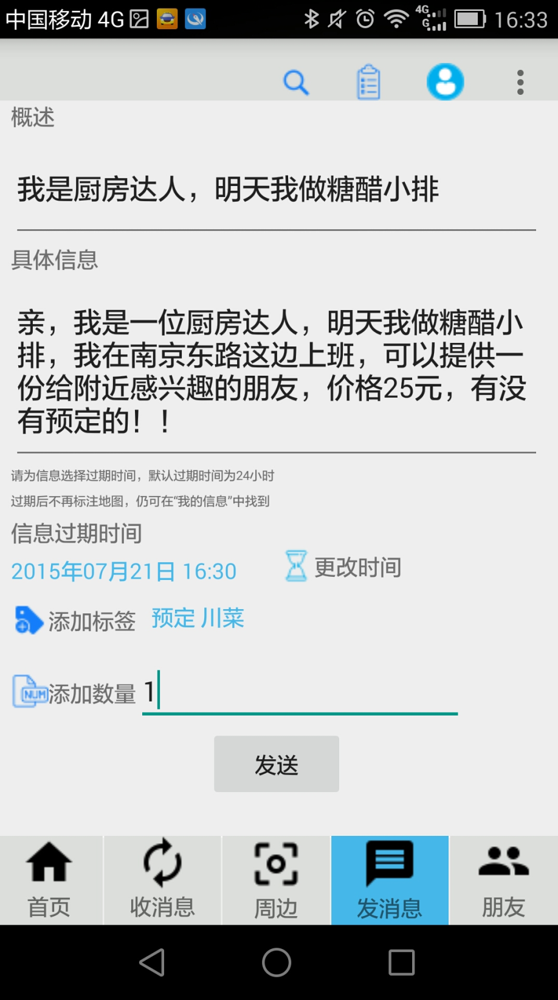 中国移动 4G 4G G 16:33
概述
我是厨房达人，明天我做糖醋小排
具体信息
亲，我是一位厨房达人，明天我做糖醋小
排，我在南京东路这边上班，可以提供一
份给附近感兴趣的朋友，价格25元，有没
有预定的！！
请为信息选择过期时间，默认过期时间为24小时
过期后不再标注地图，仍可在“我的信息”中找到
信息过期时间
2015年07月21日 16:30 更改时间
添加标签 预定 川菜
NUM 添加数量 1
发送
首页 收消息 周边 发消息 朋友